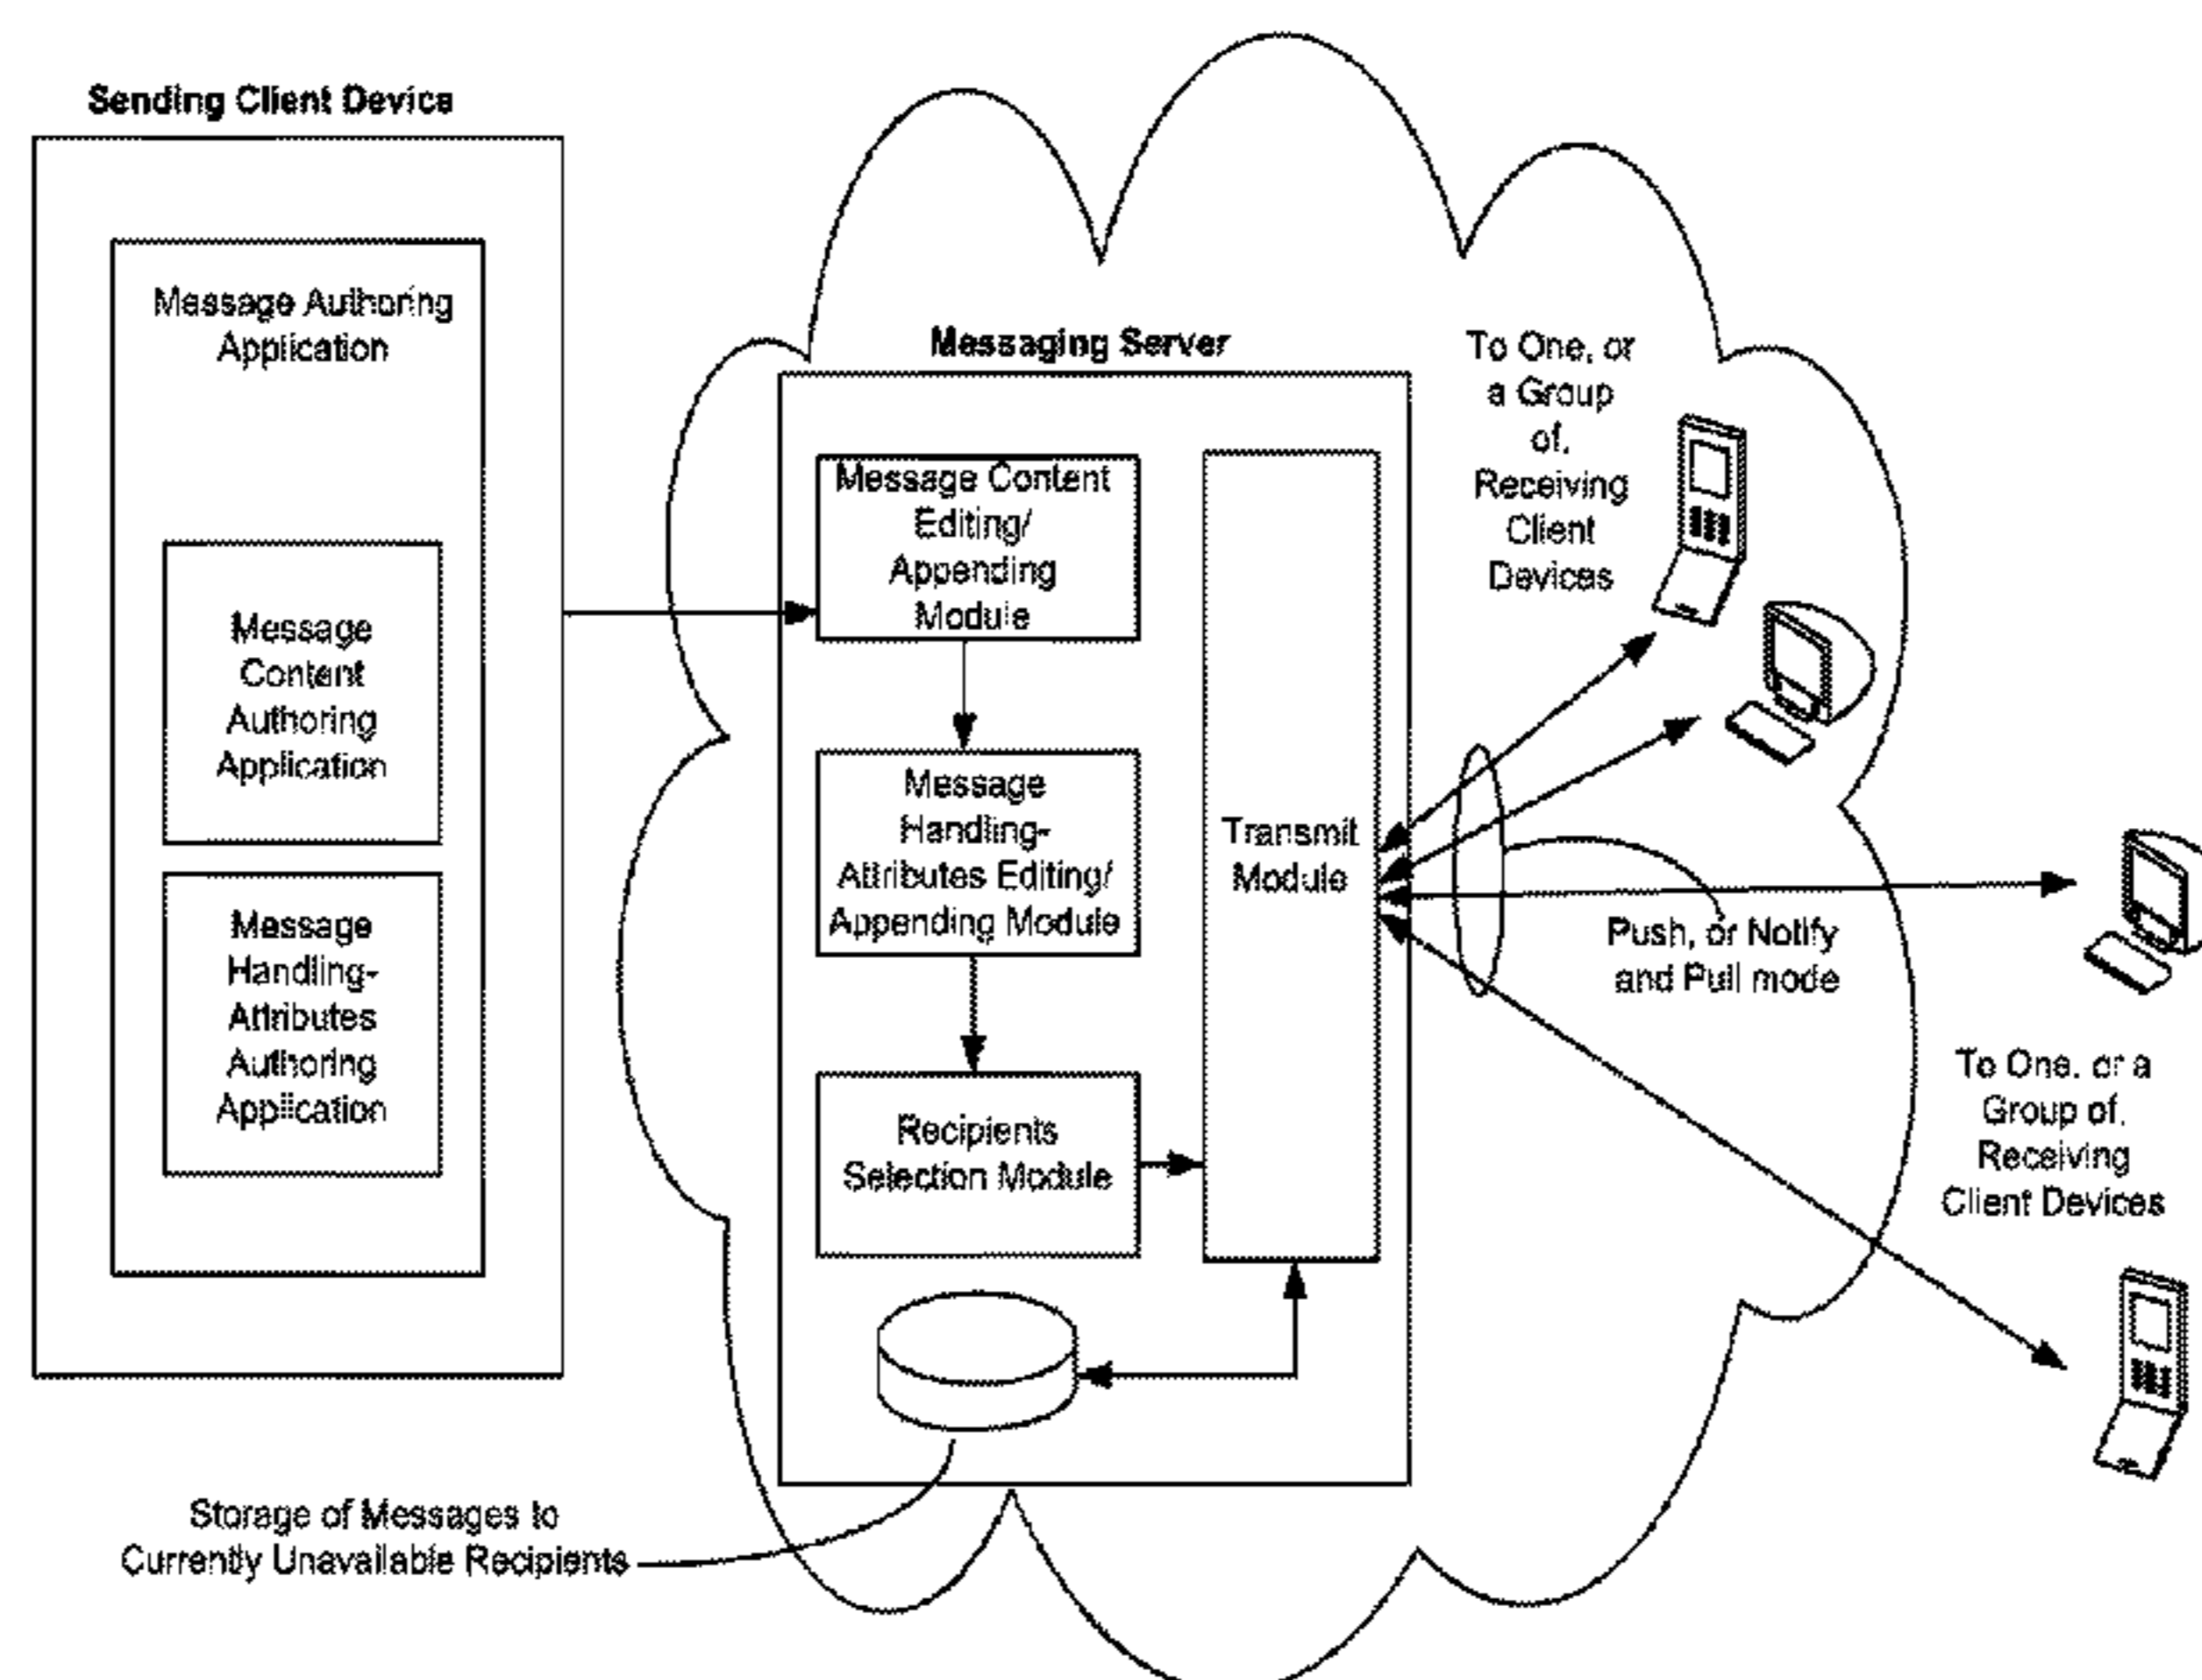 Sending Client Device
Message Authoring
Application
Message
Content
Authoring
Application
Message
Handling-
Attributes
Authoring
Application
Messaging Server
Message Content
Editing/
Appending
Module
Message
Handling-
Attributes Editing/
Appending Module
Recipients
Selection Module
Transmit
Module
To One, or
a Group
of,
Receiving
Client
Devices
Push, or Notify
and Pull mode
To One, or a
Group of,
Receiving
Client Devices
Storage of Messages to
Currently Unavailable Recipients